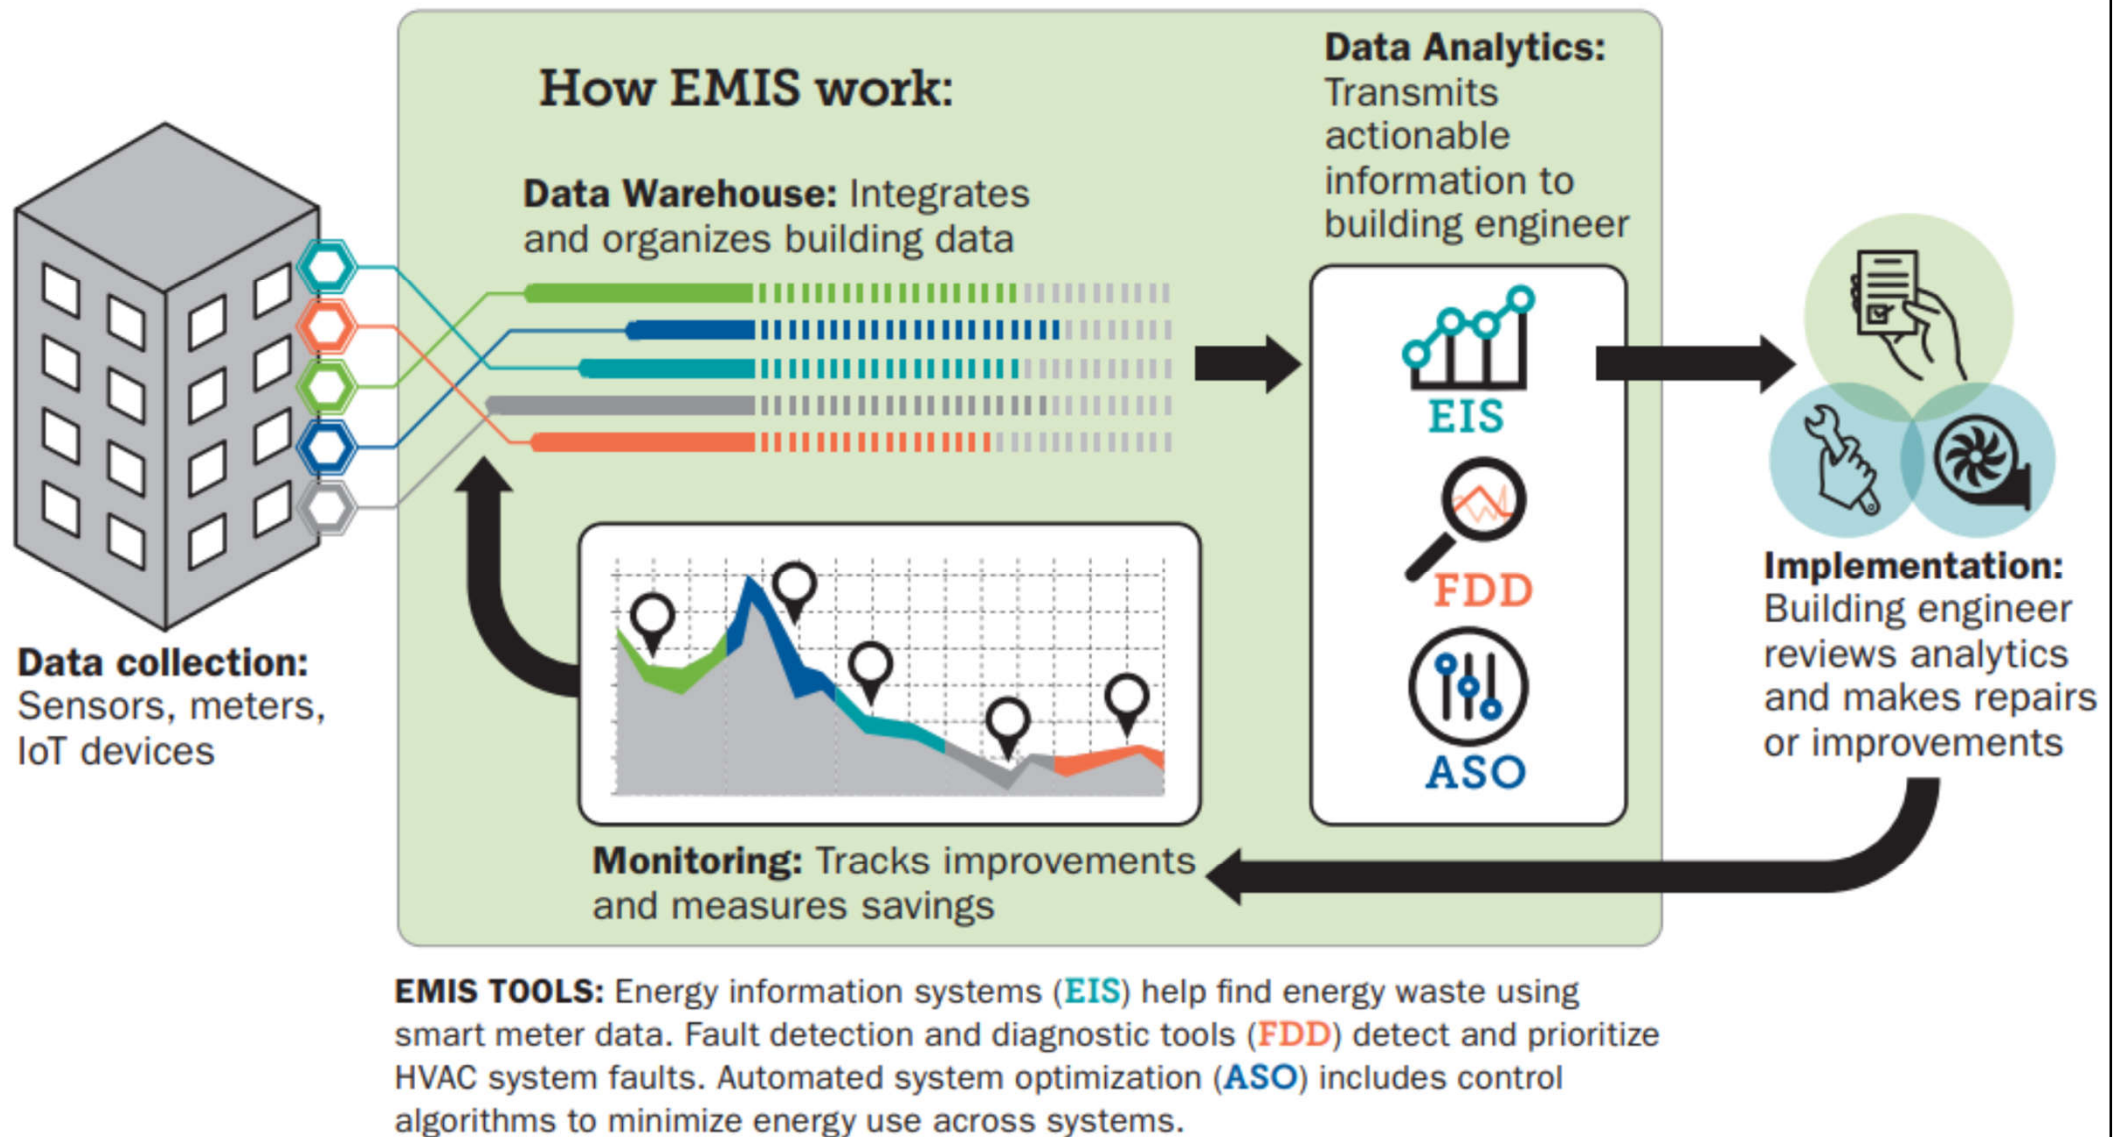 How EMIS work:
Data Warehouse: Integrates
and organizes building data
Data Analytics:
Transmits
actionable
information to
building engineer
EIS
FDD
ASO
Data collection:
Sensors, meters,
IoT devices
Implementation:
Building engineer
reviews analytics
and makes repairs
or improvements
Monitoring: Tracks improvements
and measures savings
EMIS TOOLS: Energy information systems (EIS) help find energy waste using
smart meter data. Fault detection and diagnostic tools (FDD) detect and prioritize
HVAC system faults. Automated system optimization (ASO) includes control
algorithms to minimize energy use across systems.